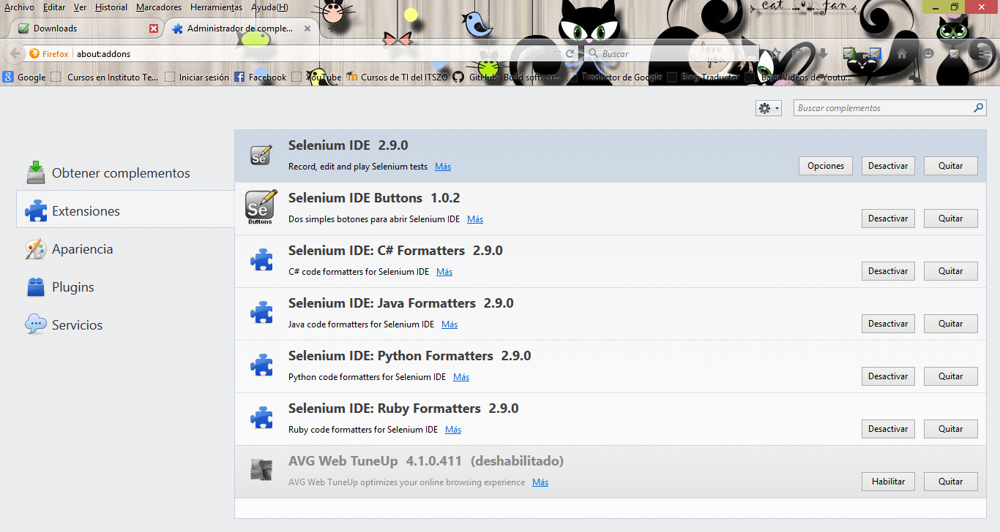 Archivo Editar Ver Historial Marcadores Herramientas Ayuda(H)
cat fan
Downloads
Administrador de comple...
Firefox about:addons
Buscar
love you
Google Cursos en Instituto Te... Iniciar sesión Facebook YouTube Cursos de TI del ITSZO GitHub · Build softwar... Traductor de Google Bing Traductor Bajar Videos de Youtu...
Buscar complementos
Obtener complementos
Extensiones
Apariencia
Plugins
Servicios
Selenium IDE 2.9.0
Record, edit and play Selenium tests Más
Opciones Desactivar Quitar
Se
Selenium IDE Buttons 1.0.2
Dos simples botones para abrir Selenium IDE Más
Desactivar Quitar
Se
Buttons
Selenium IDE: C# Formatters 2.9.0
C# code formatters for Selenium IDE Más
Desactivar Quitar
Selenium IDE: Java Formatters 2.9.0
Java code formatters for Selenium IDE Más
Desactivar Quitar
Selenium IDE: Python Formatters 2.9.0
Python code formatters for Selenium IDE Más
Desactivar Quitar
Selenium IDE: Ruby Formatters 2.9.0
Ruby code formatters for Selenium IDE Más
Desactivar Quitar
AVG Web TuneUp 4.1.0.411 (deshabilitado)
AVG Web TuneUp optimizes your online browsing experience Más
Habilitar Quitar